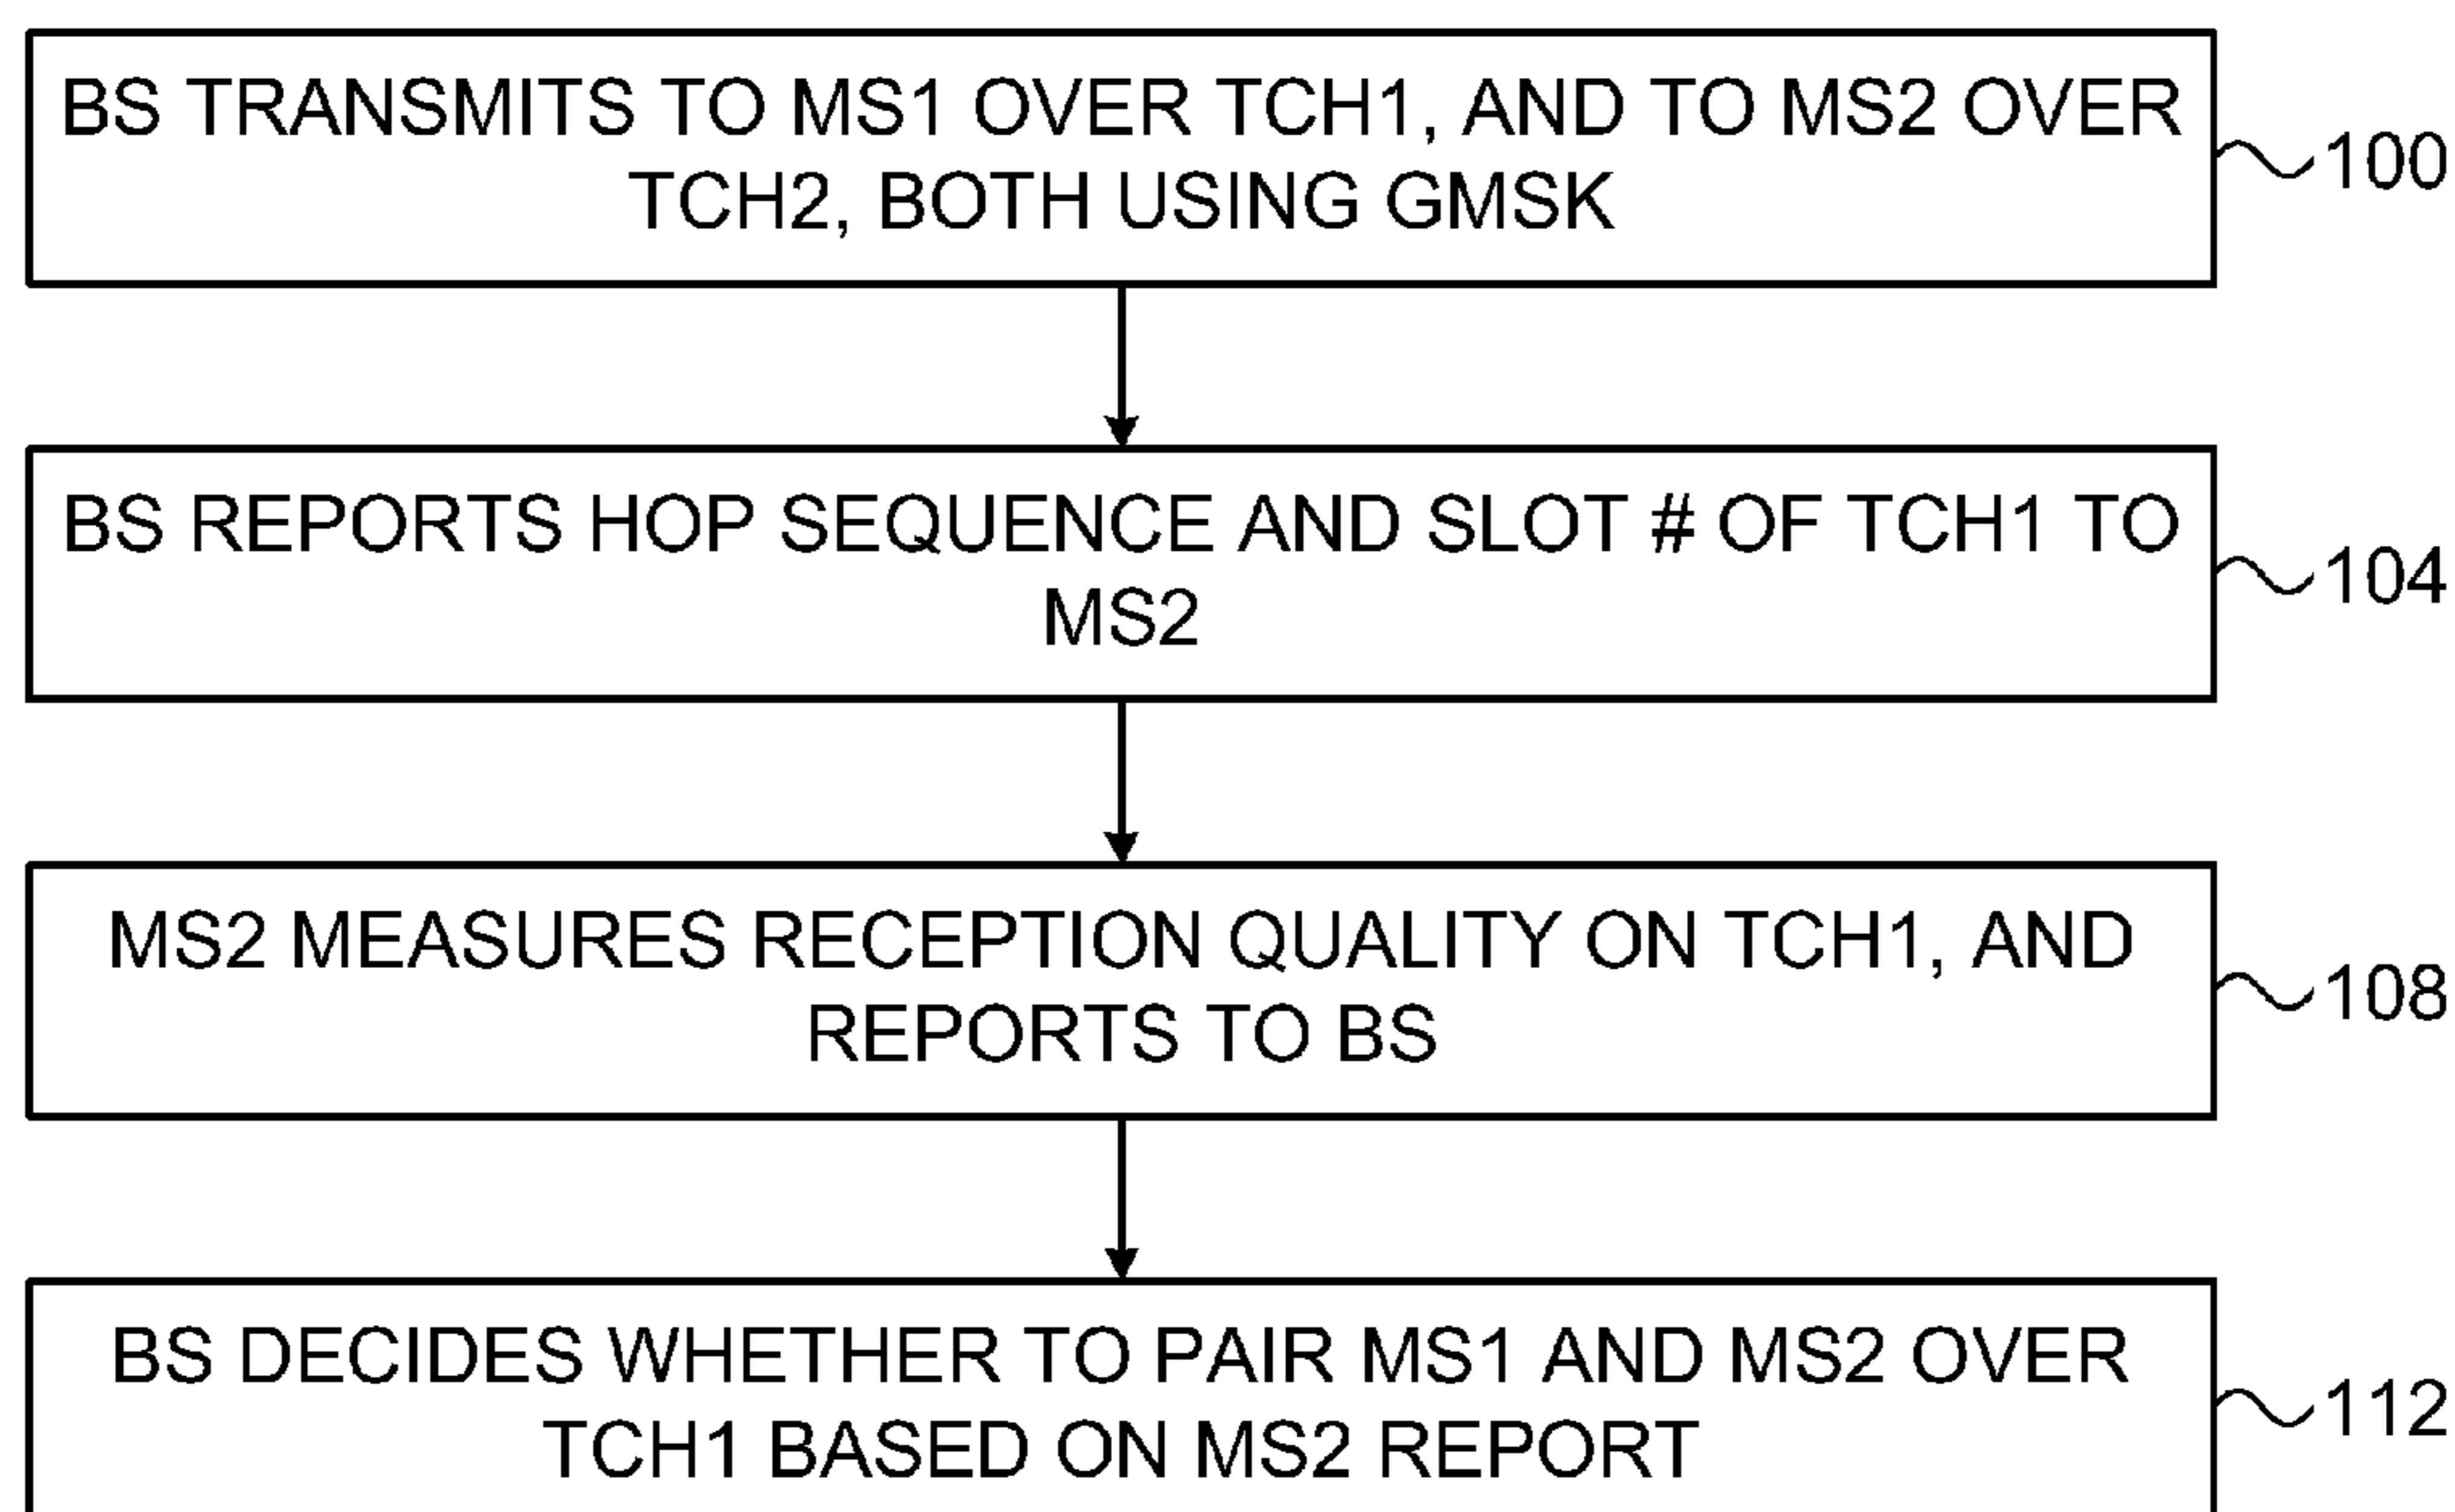 BS TRANSMITS TO MS1 OVER TCH1, AND TO MS2 OVER
TCH2, BOTH USING GMSK
100
BS REPORTS HOP SEQUENCE AND SLOT # OF TCH1 TO
MS2
104
MS2 MEASURES RECEPTION QUALITY ON TCH1, AND
REPORTS TO BS
108
BS DECIDES WHETHER TO PAIR MS1 AND MS2 OVER
TCH1 BASED ON MS2 REPORT
112